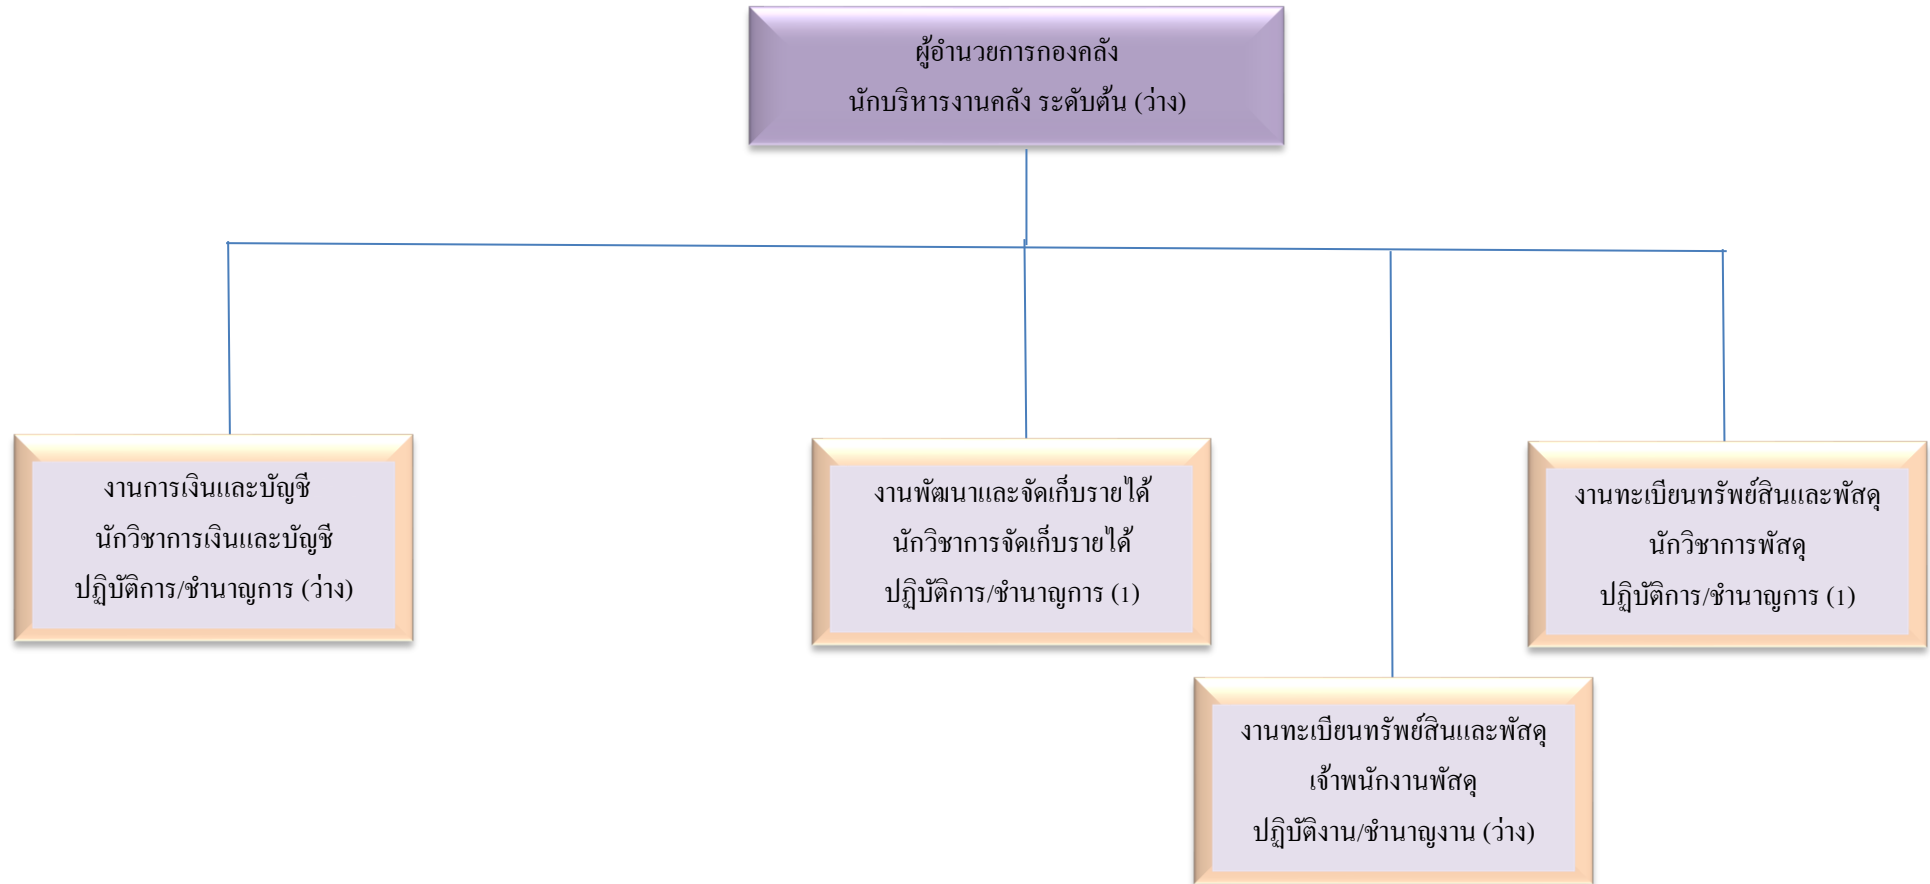 ผู้อำนวยการกองคลัง
นักบริหารงานคลัง ระดับต้น (ว่าง)
งานการเงินและบัญชี
นักวิชาการเงินและบัญชี
ปฏิบัติการ/ชำนาญการ (ว่าง)
งานพัฒนาและจัดเก็บรายได้
นักวิชาการจัดเก็บรายได้
ปฏิบัติการ/ชำนาญการ (1)
งานทะเบียนทรัพย์สินและพัสดุ
นักวิชาการพัสดุ
ปฏิบัติการ/ชำนาญการ (1)
งานทะเบียนทรัพย์สินและพัสดุ
เจ้าพนักงานพัสดุ
ปฏิบัติงาน/ชำนาญงาน (ว่าง)